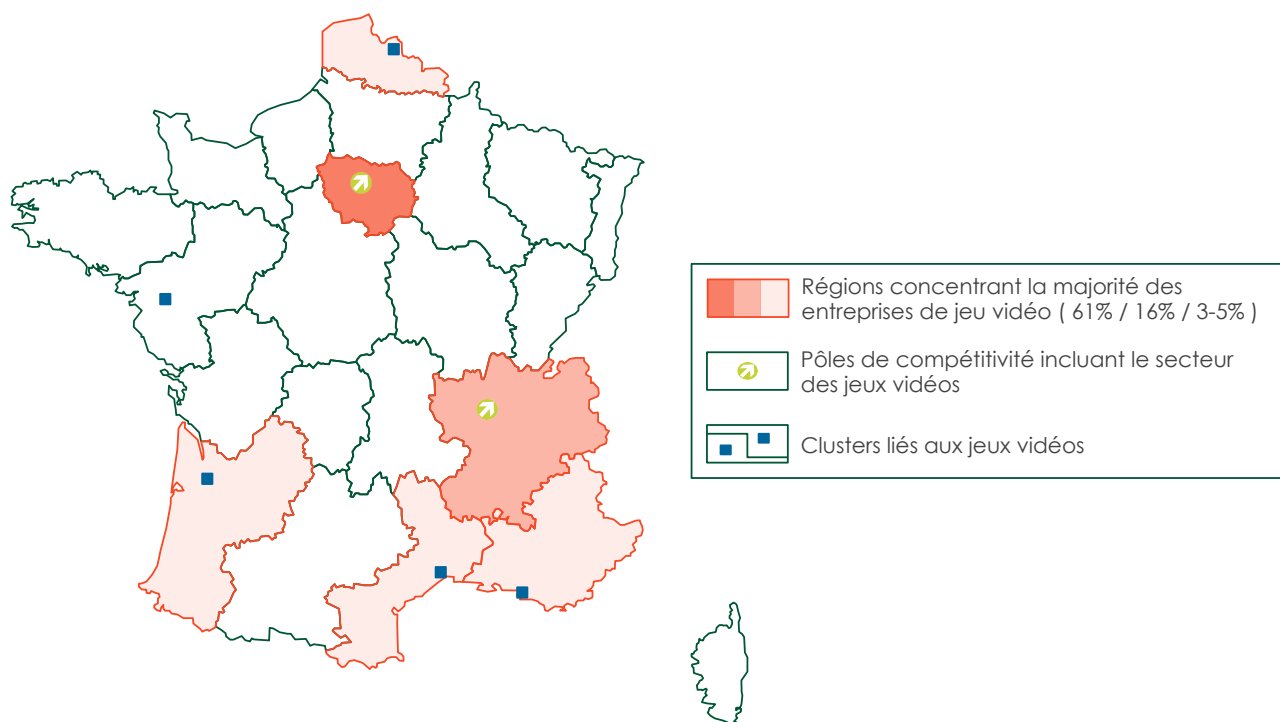 Régions concentrant la majorité des
entreprises de jeu vidéo ( 61% / 16% / 3-5% )
Pôles de compétitivité incluant le secteur
des jeux vidéos
Clusters liés aux jeux vidéos